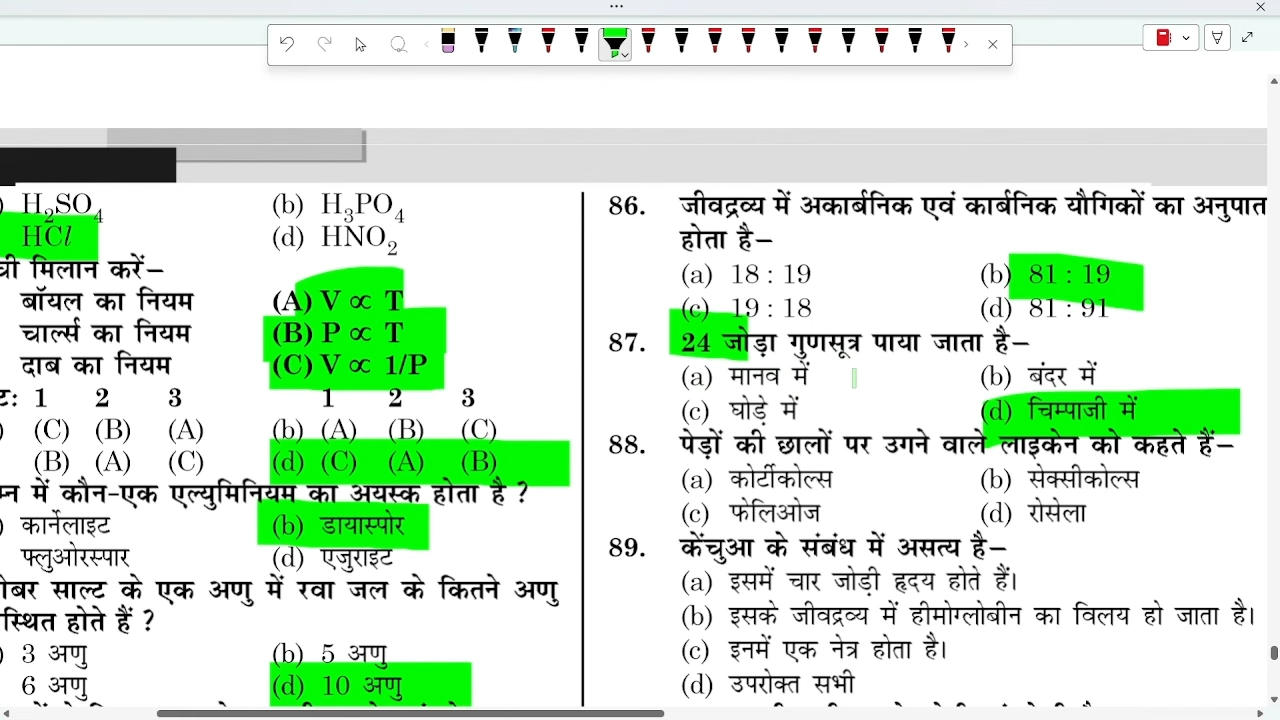 H₂SO₄ (b) H₃PO₄
HCl (d) HNO₂
मिलान करें–
बॉयल का नियम (A) V ∝ T
चार्ल्स का नियम (B) P ∝ T
दाब का नियम (C) V ∝ 1/P
1 2 3 1 2 3
(C) (B) (A) (b) (A) (B) (C)
(B) (A) (C) (d) (C) (A) (B)
में कौन-एक एल्युमिनियम का अयस्क होता है ?
कार्नेलाइट (b) डायास्पोर
फ्लुओरस्पार (d) एजुराइट
साल्ट के एक अणु में रवा जल के कितने अणु
होते हैं ?
3 अणु (b) 5 अणु
6 अणु (d) 10 अणु
86. जीवद्रव्य में अकार्बनिक एवं कार्बनिक यौगिकों का अनुपात
होता है–
(a) 18 : 19 (b) 81 : 19
(c) 19 : 18 (d) 81 : 91
87. 24 जोड़ा गुणसूत्र पाया जाता है–
(a) मानव में (b) बंदर में
(c) घोड़े में (d) चिम्पाजी में
88. पेड़ों की छालों पर उगने वाले लाइकेन को कहते हैं–
(a) कोर्टीकोल्स (b) सेक्सीकोल्स
(c) फेलिओज (d) रोसेला
89. केंचुआ के संबंध में असत्य है–
(a) इसमें चार जोड़ी हृदय होते हैं।
(b) इसके जीवद्रव्य में हीमोग्लोबीन का विलय हो जाता है।
(c) इनमें एक नेत्र होता है।
(d) उपरोक्त सभी